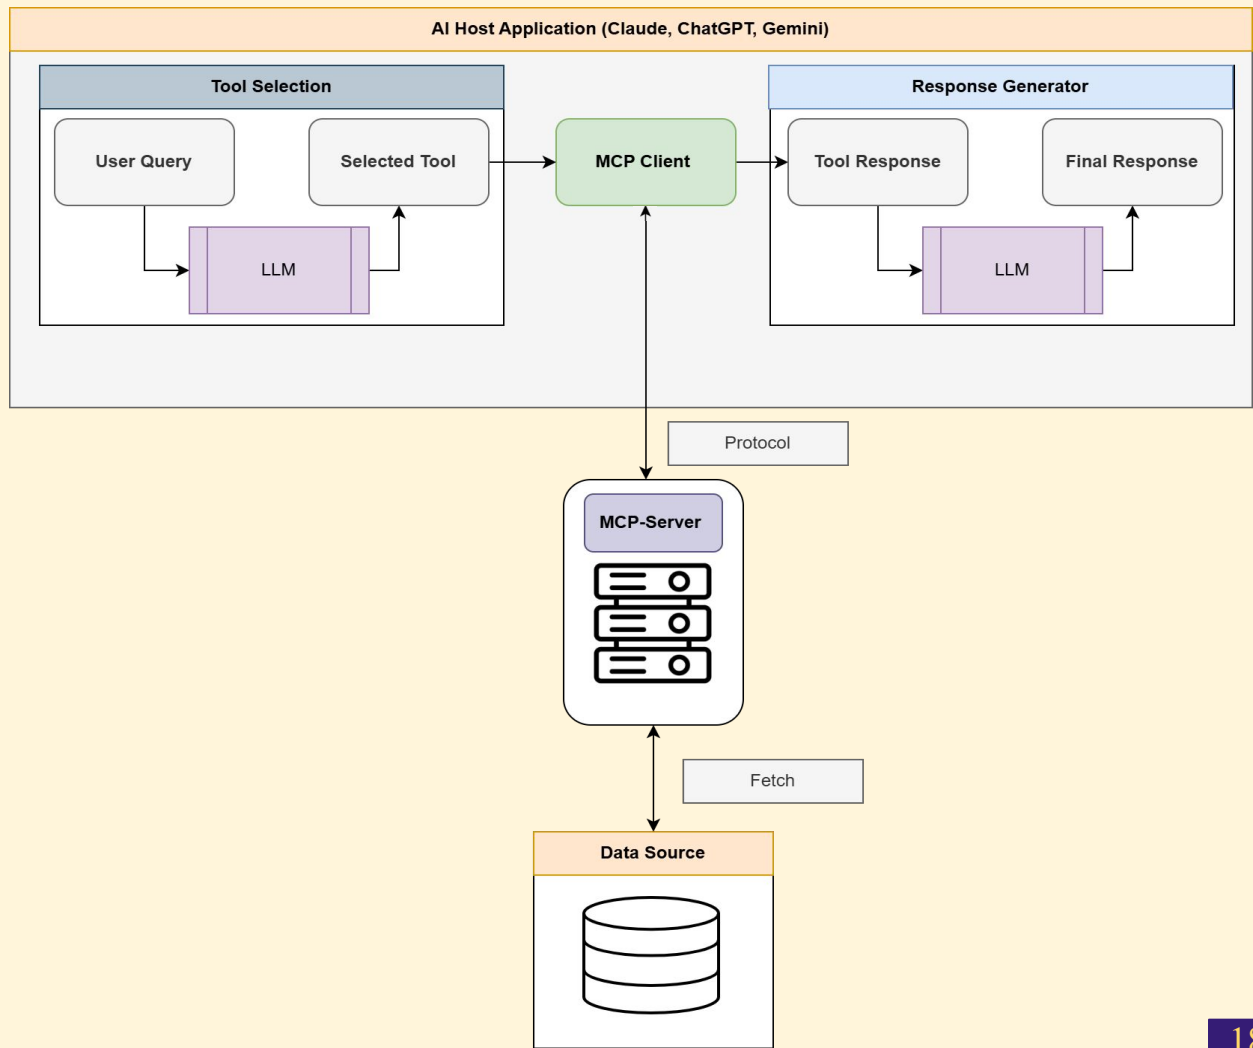 AI Host Application (Claude, ChatGPT, Gemini)
Tool Selection
Response Generator
User Query
Selected Tool
MCP Client
Tool Response
Final Response
LLM
LLM
Protocol
MCP-Server
Fetch
Data Source